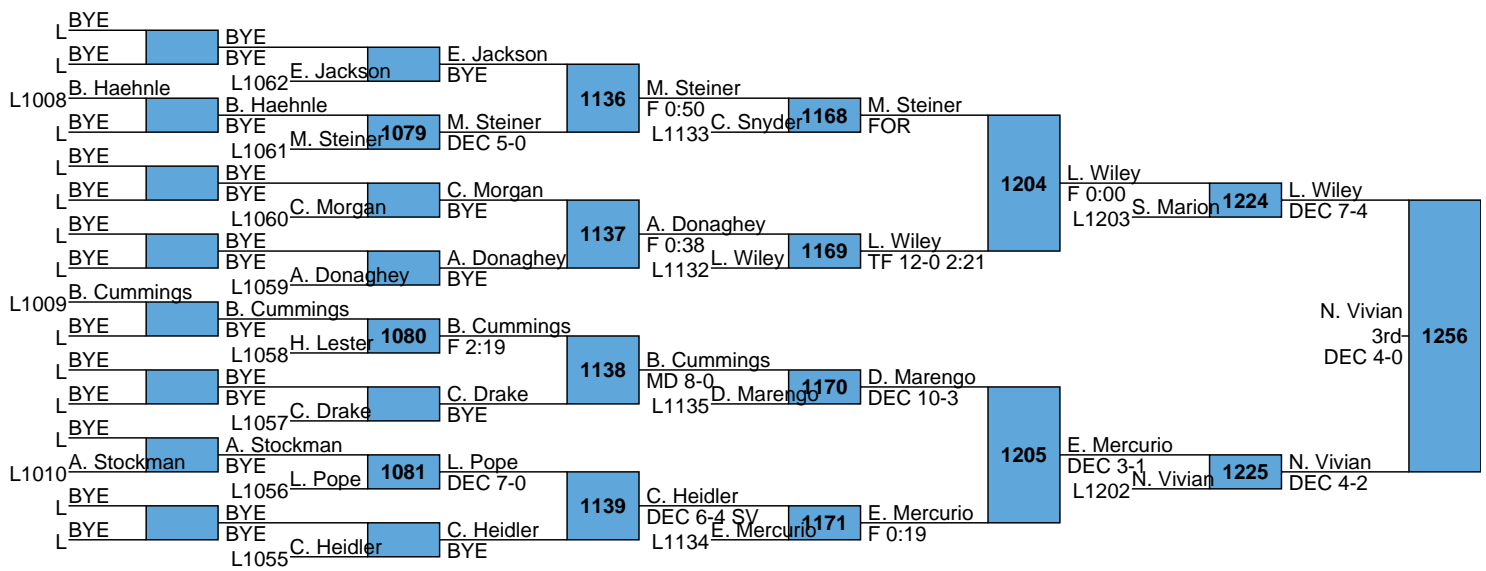 BYE
L
BYE
BYE
BYE
L
L1062
E. Jackson
E. Jackson
BYE
B. Haehnle
L1008
B. Haehnle
BYE
BYE
L
L1061
M. Steiner
1079
M. Steiner
DEC 5-0
1136
M. Steiner
F 0:50
L1133
C. Snyder
1168
M. Steiner
FOR
BYE
L
BYE
BYE
BYE
L
L1060
C. Morgan
C. Morgan
BYE
BYE
L
BYE
BYE
BYE
L
L1059
A. Donaghey
A. Donaghey
BYE
1137
A. Donaghey
F 0:38
L1132
L. Wiley
1169
L. Wiley
TF 12-0 2:21
1204
L. Wiley
F 0:00
L1203
S. Marion
1224
L. Wiley
DEC 7-4
B. Cummings
L1009
B. Cummings
BYE
BYE
L
L1058
H. Lester
1080
B. Cummings
F 2:19
BYE
L
BYE
BYE
BYE
L
L1057
C. Drake
C. Drake
BYE
1138
B. Cummings
MD 8-0
L1135
D. Marengo
1170
D. Marengo
DEC 10-3
BYE
L
A. Stockman
A. Stockman
BYE
L1010
L1056
L. Pope
1081
L. Pope
DEC 7-0
BYE
L
BYE
BYE
BYE
L
L1055
C. Heidler
C. Heidler
BYE
1139
C. Heidler
DEC 6-4 SV
L1134
E. Mercurio
1171
E. Mercurio
F 0:19
1205
E. Mercurio
DEC 3-1
L1202
N. Vivian
1225
N. Vivian
DEC 4-2
N. Vivian
3rd
DEC 4-0
1256